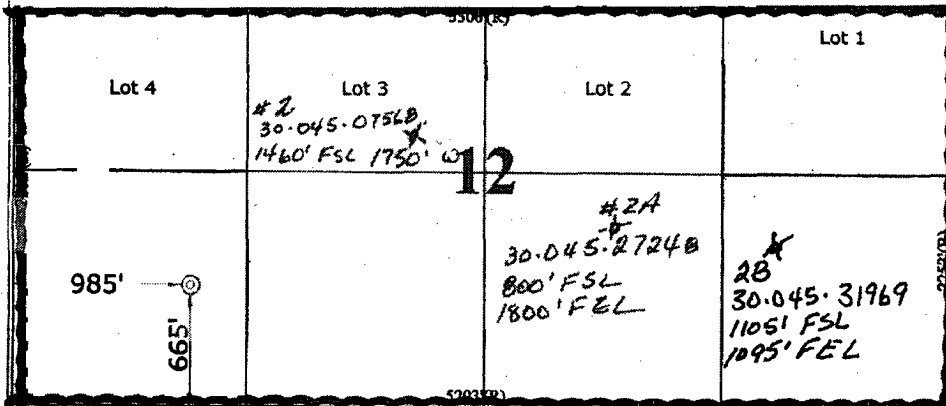 Lot 1
Lot 4
Lot 3
Lot 2
# 2
30.045.07568
1460' FSL 1750' W
12
#2A
30.045.27248
800' FSL
1800' FEL
2B
30.045.31969
1105' FSL
1095' FEL
985'
665'